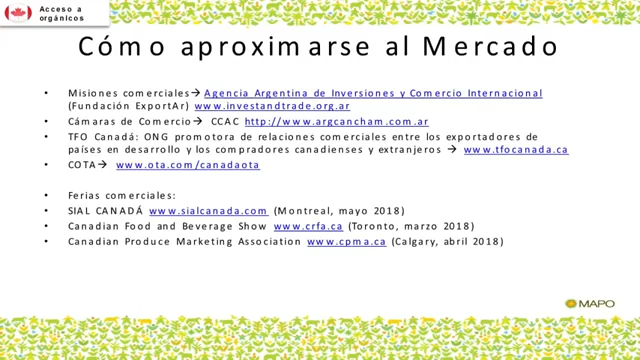 Acceso a
orgánicos
Cómo aproximarse al Mercado
• Misiones comerciales→ Agencia Argentina de Inversiones y Comercio Internacional
(Fundación ExportAr) www.investandtrade.org.ar
• Cámaras de Comercio→ CCAC http://www.argcancham.com.ar
• TFO Canadá: ONG promotora de relaciones comerciales entre los exportadores de
países en desarrollo y los compradores canadienses y extranjeros → www.tfocanada.ca
• COTA→ www.ota.com/canadaota
• Ferias comerciales:
• SIAL CANADÁ www.sialcanada.com (Montreal, mayo 2018)
• Canadian Food and Beverage Show www.crfa.ca (Toronto, marzo 2018)
• Canadian Produce Marketing Association www.cpma.ca (Calgary, abril 2018)
MAPO